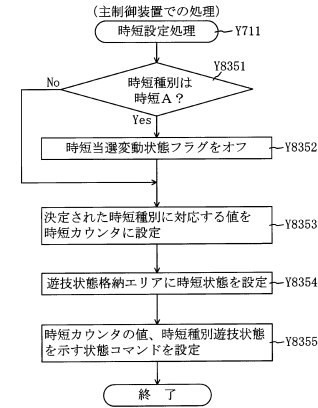 (主制御装置での処理)
時短設定処理
Y711
Y8351
No
時短種別は
時短A?
Yes
時短当選変動状態フラグをオフ
Y8352
決定された時短種別に対応する値を
時短カウンタに設定
Y8353
遊技状態格納エリアに時短状態を設定
Y8354
時短カウンタの値、時短種別遊技状態
を示す状態コマンドを設定
Y8355
終 了